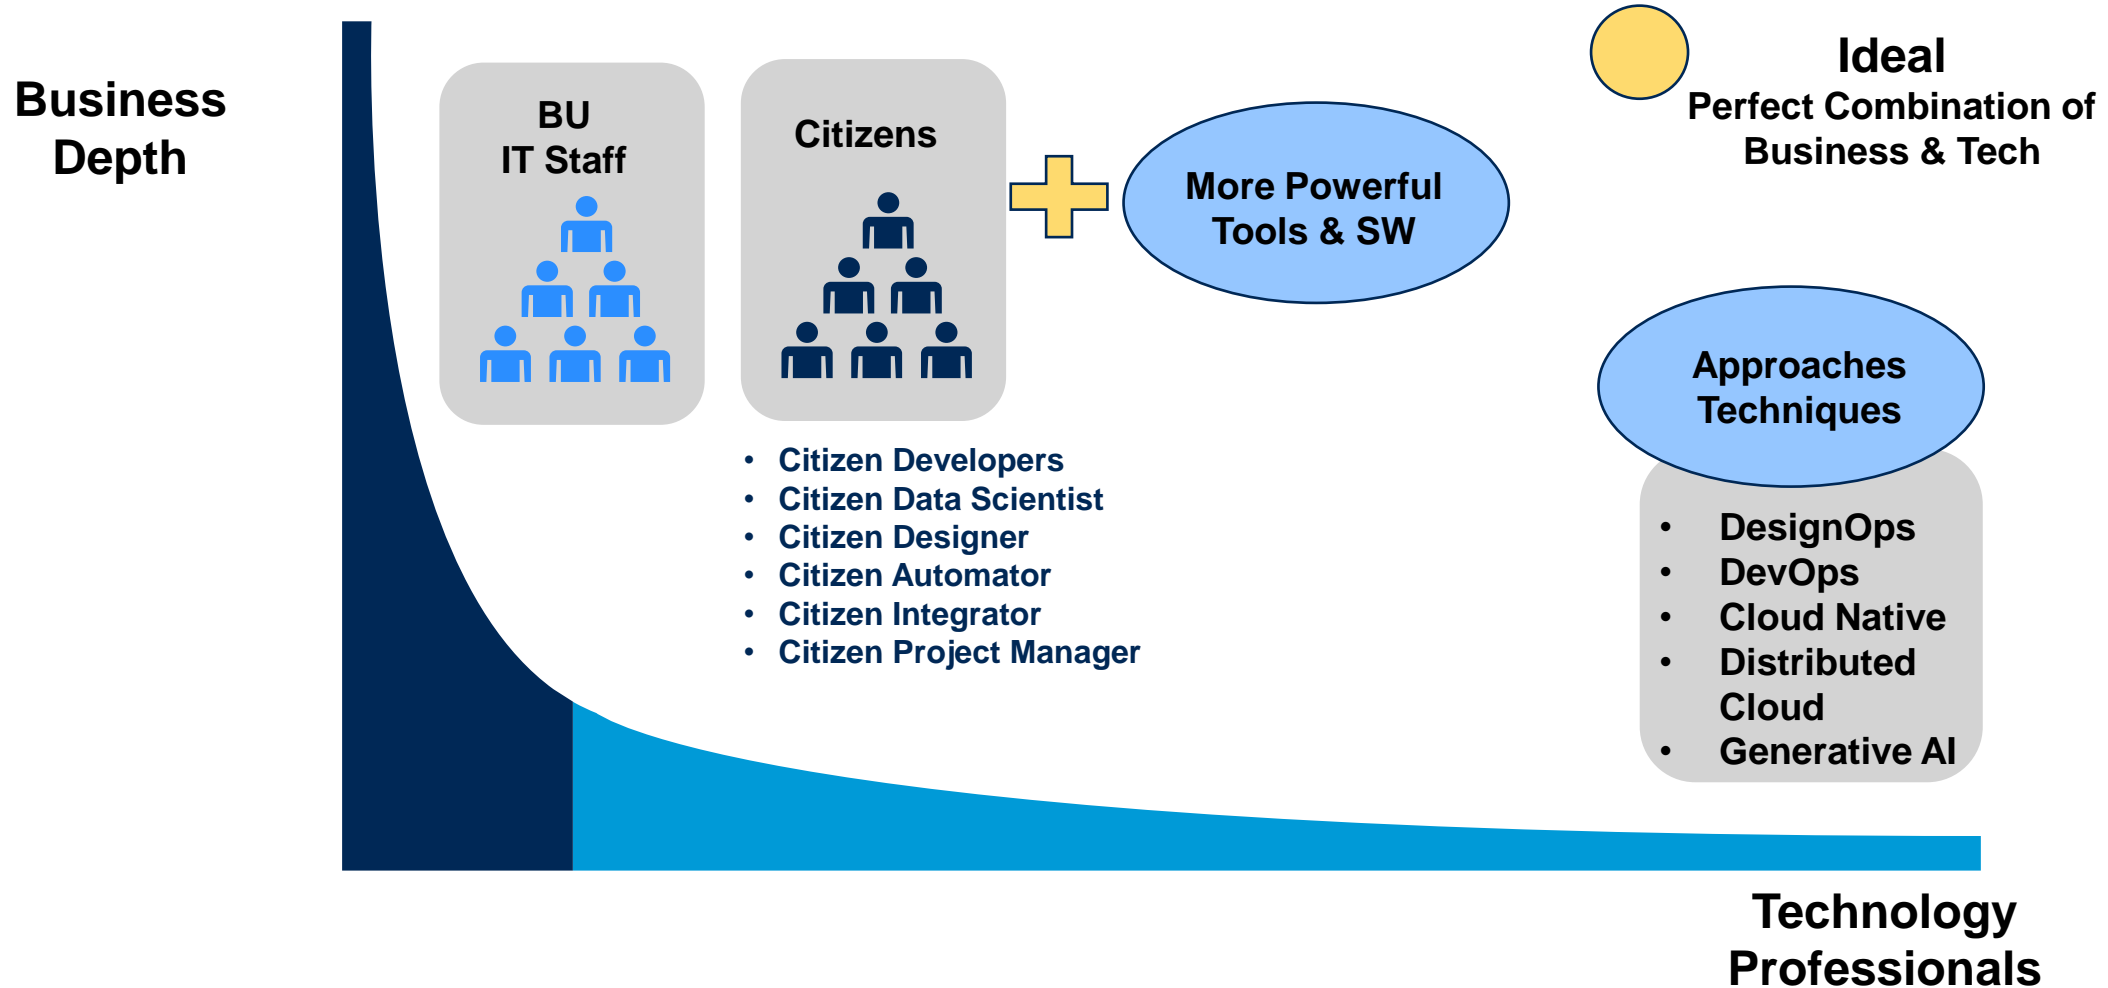 Business
Depth
BU
IT Staff
Citizens
More Powerful
Tools & SW
Ideal
Perfect Combination of
Business & Tech
Approaches
Techniques
• Citizen Developers
• Citizen Data Scientist
• Citizen Designer
• Citizen Automator
• Citizen Integrator
• Citizen Project Manager
• DesignOps
• DevOps
• Cloud Native
• Distributed
Cloud
• Generative AI
Technology
Professionals